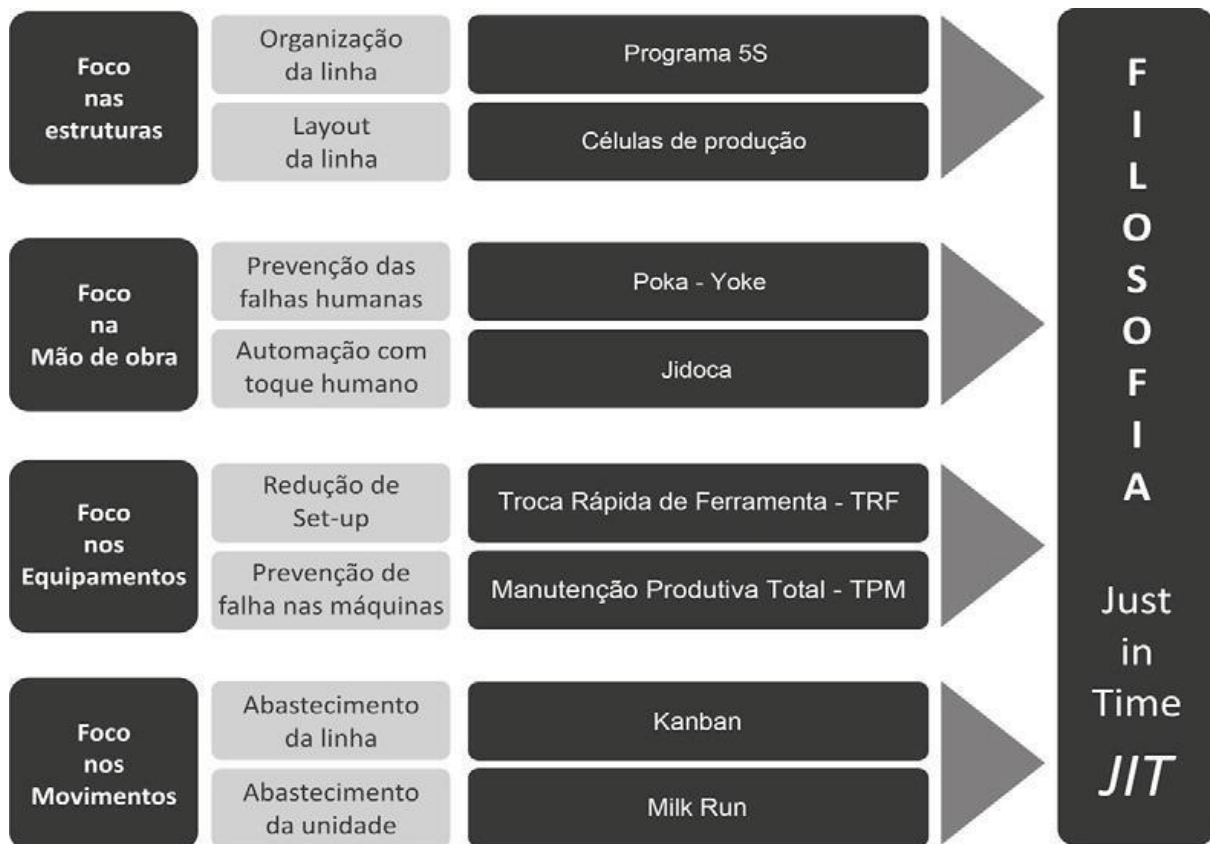 Foco
nas
estruturas
Organização
da linha
Programa 5S
Layout
da linha
Células de produção
Foco
na
Mão de obra
Prevenção das
falhas humanas
Poka - Yoke
Automação com
toque humano
Jidoca
Foco
nos
Equipamentos
Redução de
Set-up
Troca Rápida de Ferramenta - TRF
Prevenção de
falha nas máquinas
Manutenção Produtiva Total - TPM
Foco
nos
Movimentos
Abastecimento
da linha
Kanban
Abastecimento
da unidade
Milk Run
F
I
L
O
S
O
F
I
A
Just
in
Time
JIT